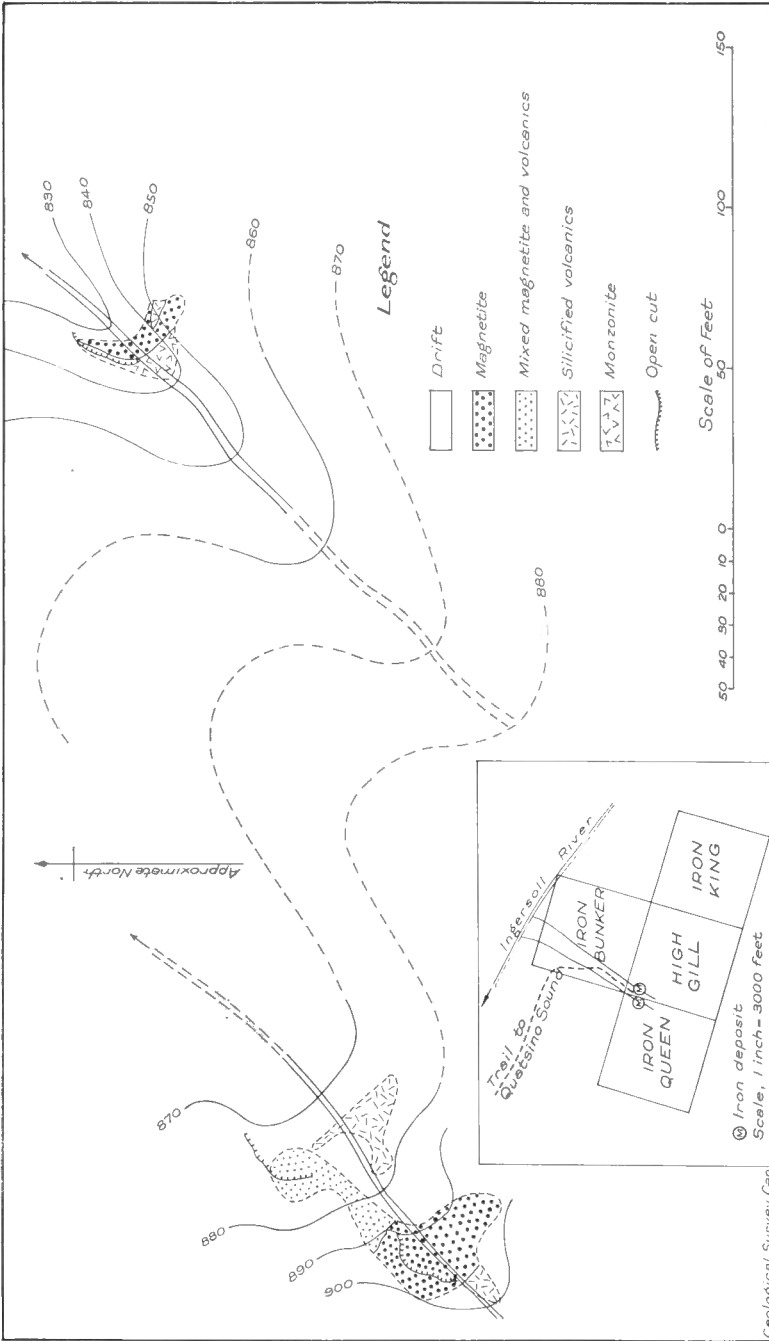 830
840
850
860
870
880
Approximate North
870
880
890
900
Legend
Drift
Magnetite
Mixed magnetite and volcanics
Silicified volcanics
Monzonite
Open cut
Scale of Feet
50 40 30 20 10 0 50 100 150
Ingersoll River
Trail to
Quatsino Sound
IRON
BUNKER
IRON
QUEEN
HIGH
GILL
IRON
KING
M M
M Iron deposit
Scale, 1 inch = 3000 feet
Geological Survey